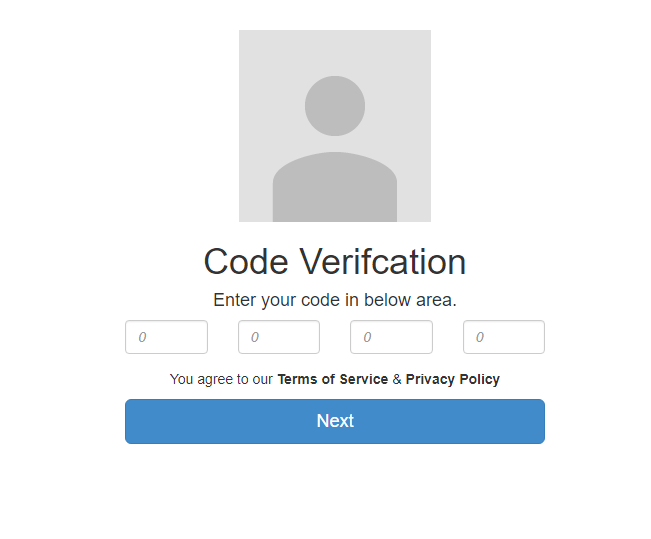 Code Verifcation
Enter your code in below area.
0 0 0 0
You agree to our Terms of Service & Privacy Policy
Next